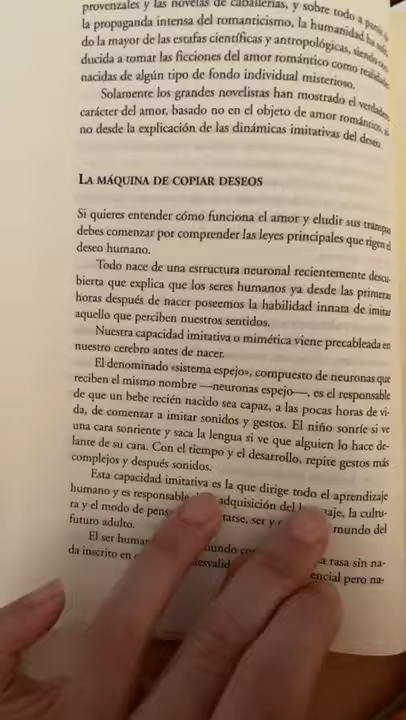 provenzales y las novelas de caballerías, y sobre todo a
la propaganda intensa del romanticismo, la humanidad ha
do la mayor de las estafas científicas y antropológicas, siendo
ducida a tomar las ficciones del amor romántico como
nacidas de algún tipo de fondo individual misterioso.
Solamente los grandes novelistas han mostrado el verdadero
carácter del amor, basado no en el objeto de amor romántico,
no desde la explicación de las dinámicas imitativas del deseo.
LA MÁQUINA DE COPIAR DESEOS
Si quieres entender cómo funciona el amor y eludir sus trampas
debes comenzar por comprender las leyes principales que rigen el
deseo humano.
Todo nace de una estructura neuronal recientemente descu-
bierta que explica que los seres humanos ya desde las primeras
horas después de nacer poseemos la habilidad innata de imitar
aquello que perciben nuestros sentidos.
Nuestra capacidad imitativa o mimética viene precableada en
nuestro cerebro antes de nacer.
El denominado «sistema espejo», compuesto de neuronas que
reciben el mismo nombre —neuronas espejo—, es el responsable
de que un bebe recién nacido sea capaz, a las pocas horas de vi-
da, de comenzar a imitar sonidos y gestos. El niño sonríe si ve
una cara sonriente y saca la lengua si ve que alguien lo hace de-
lante de su cara. Con el tiempo y el desarrollo, repite gestos más
complejos y después sonidos.
Esta capacidad imitativa es la que dirige todo el aprendizaje
humano y es responsable adquisición del lenguaje, la cultu-
ra y el modo de ser y mundo del
futuro adulto.
El ser rasa sin na-
da inscrito en pero na-